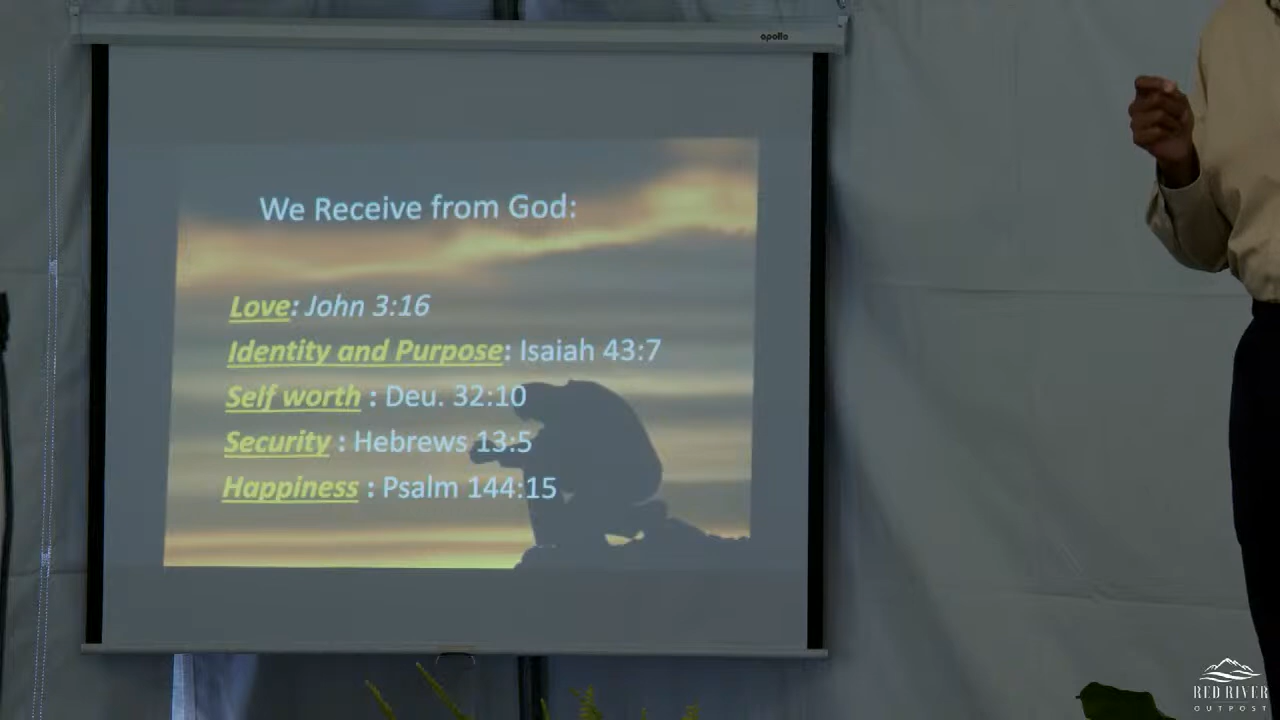 apollo
We Receive from God:
Love: John 3:16
Identity and Purpose: Isaiah 43:7
Self worth : Deu. 32:10
Security : Hebrews 13:5
Happiness : Psalm 144:15
RED RIVER
OUTPOST